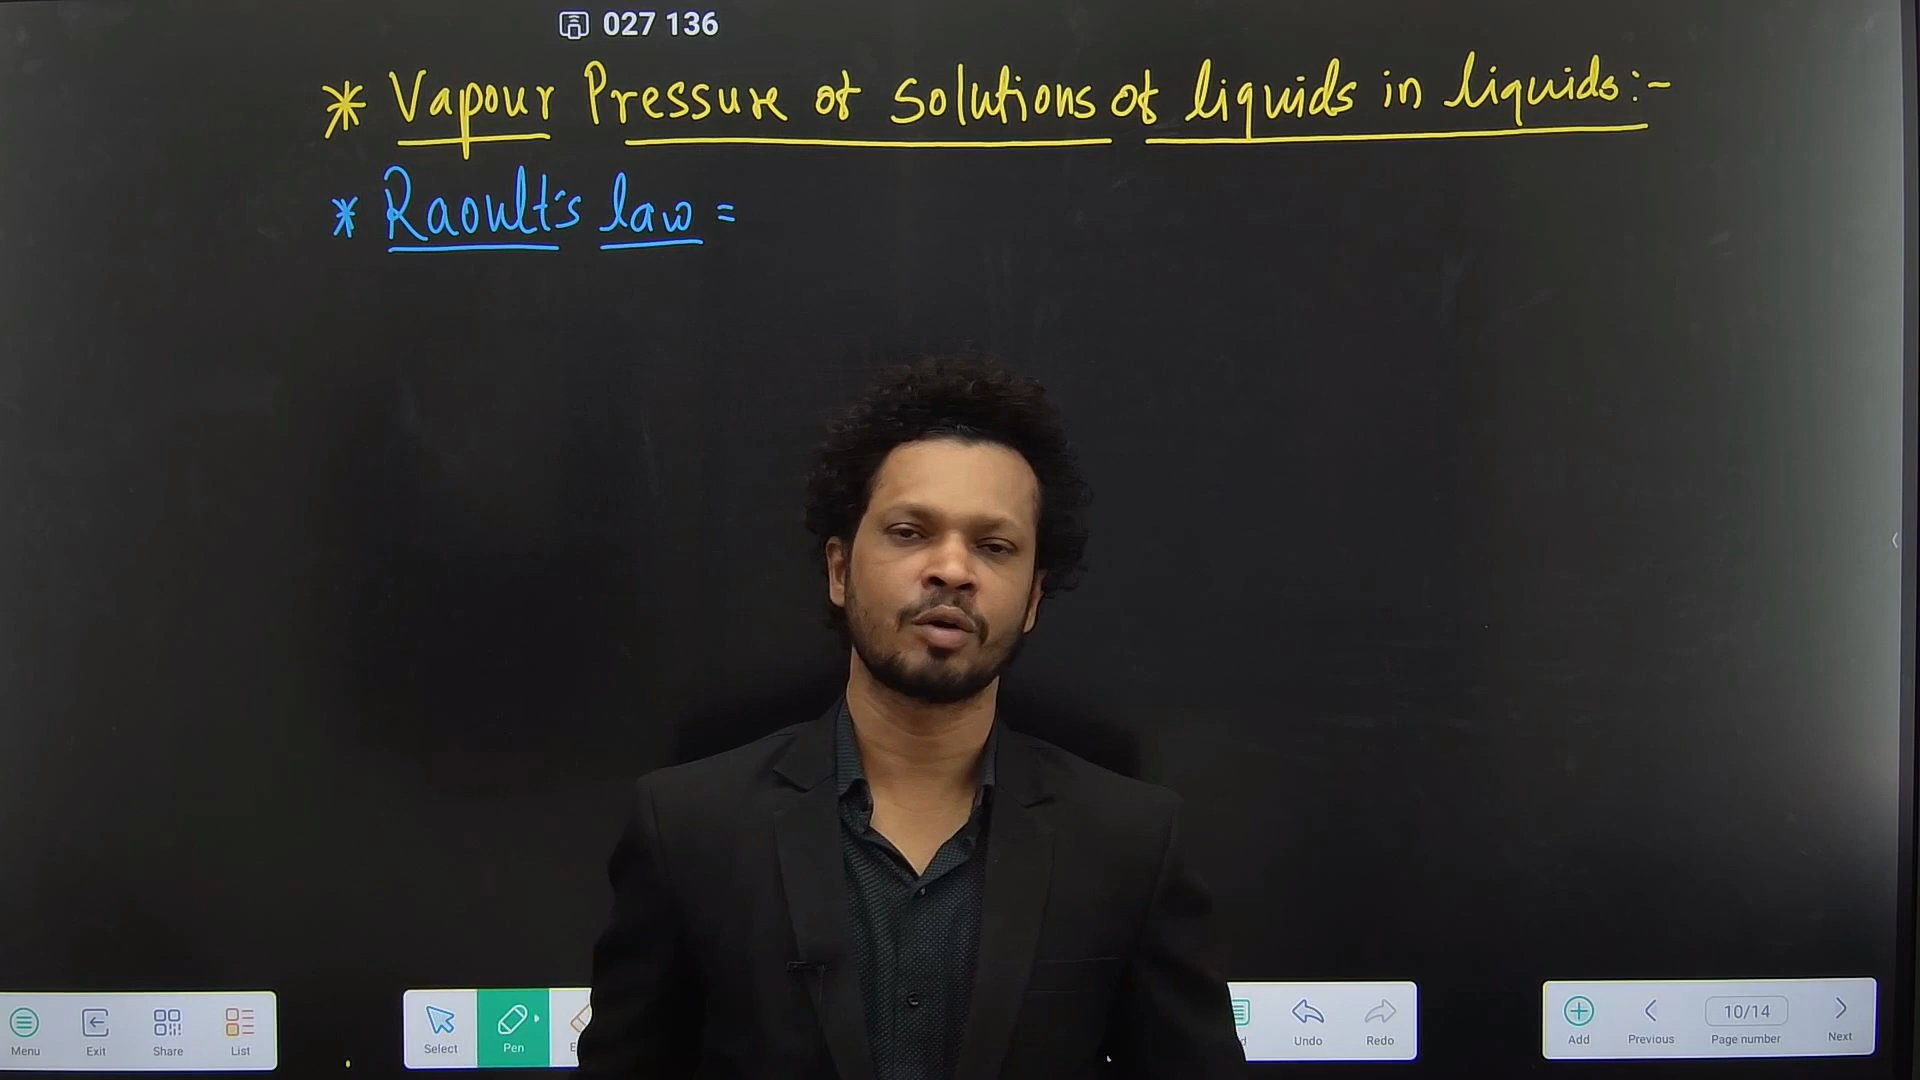 027 136
* Vapour Pressure of solutions of liquids in liquids:-
* Raoult's law =
Menu Exit Share List Select Pen Undo Redo Add Previous 10/14 Page number Next